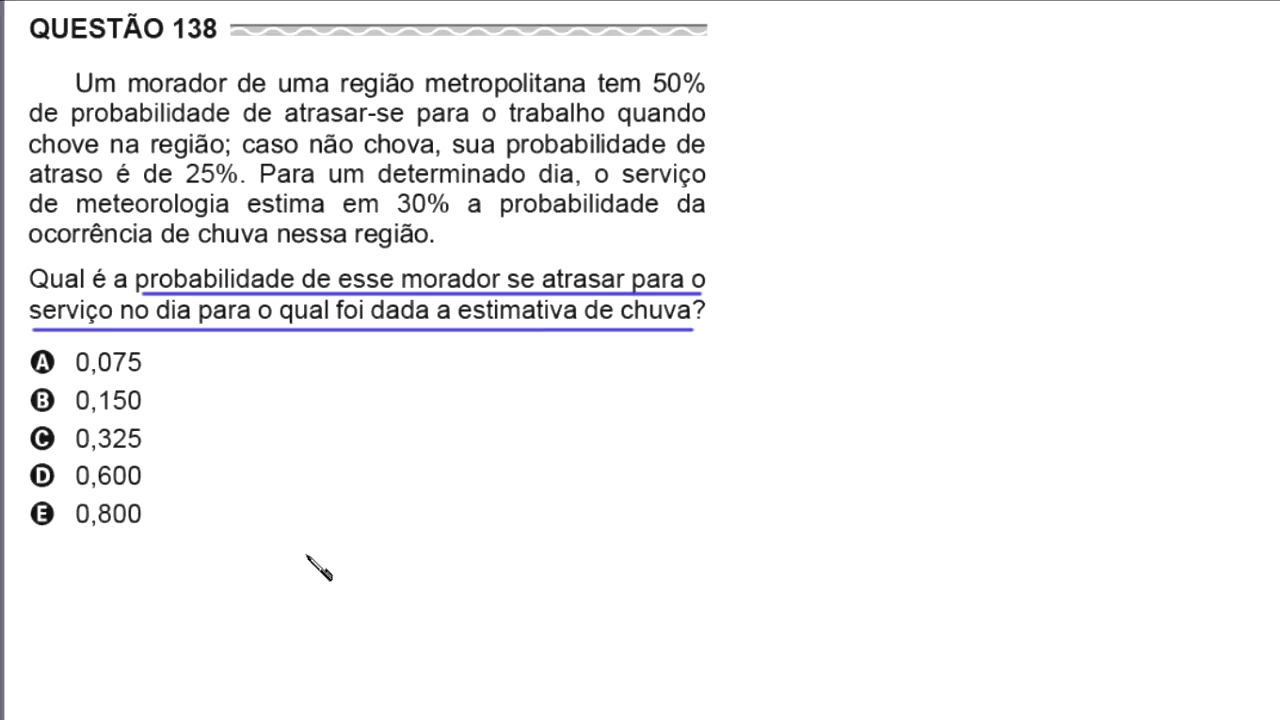 QUESTÃO 138
Um morador de uma região metropolitana tem 50%
de probabilidade de atrasar-se para o trabalho quando
chove na região; caso não chova, sua probabilidade de
atraso é de 25%. Para um determinado dia, o serviço
de meteorologia estima em 30% a probabilidade da
ocorrência de chuva nessa região.
Qual é a probabilidade de esse morador se atrasar para o
serviço no dia para o qual foi dada a estimativa de chuva?
A 0,075
B 0,150
C 0,325
D 0,600
E 0,800